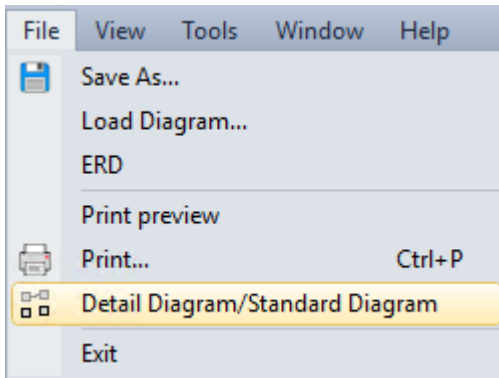 File View Tools Window Help
Save As...
Load Diagram...
ERD
Print preview
Print... Ctrl+P
Detail Diagram/Standard Diagram
Exit